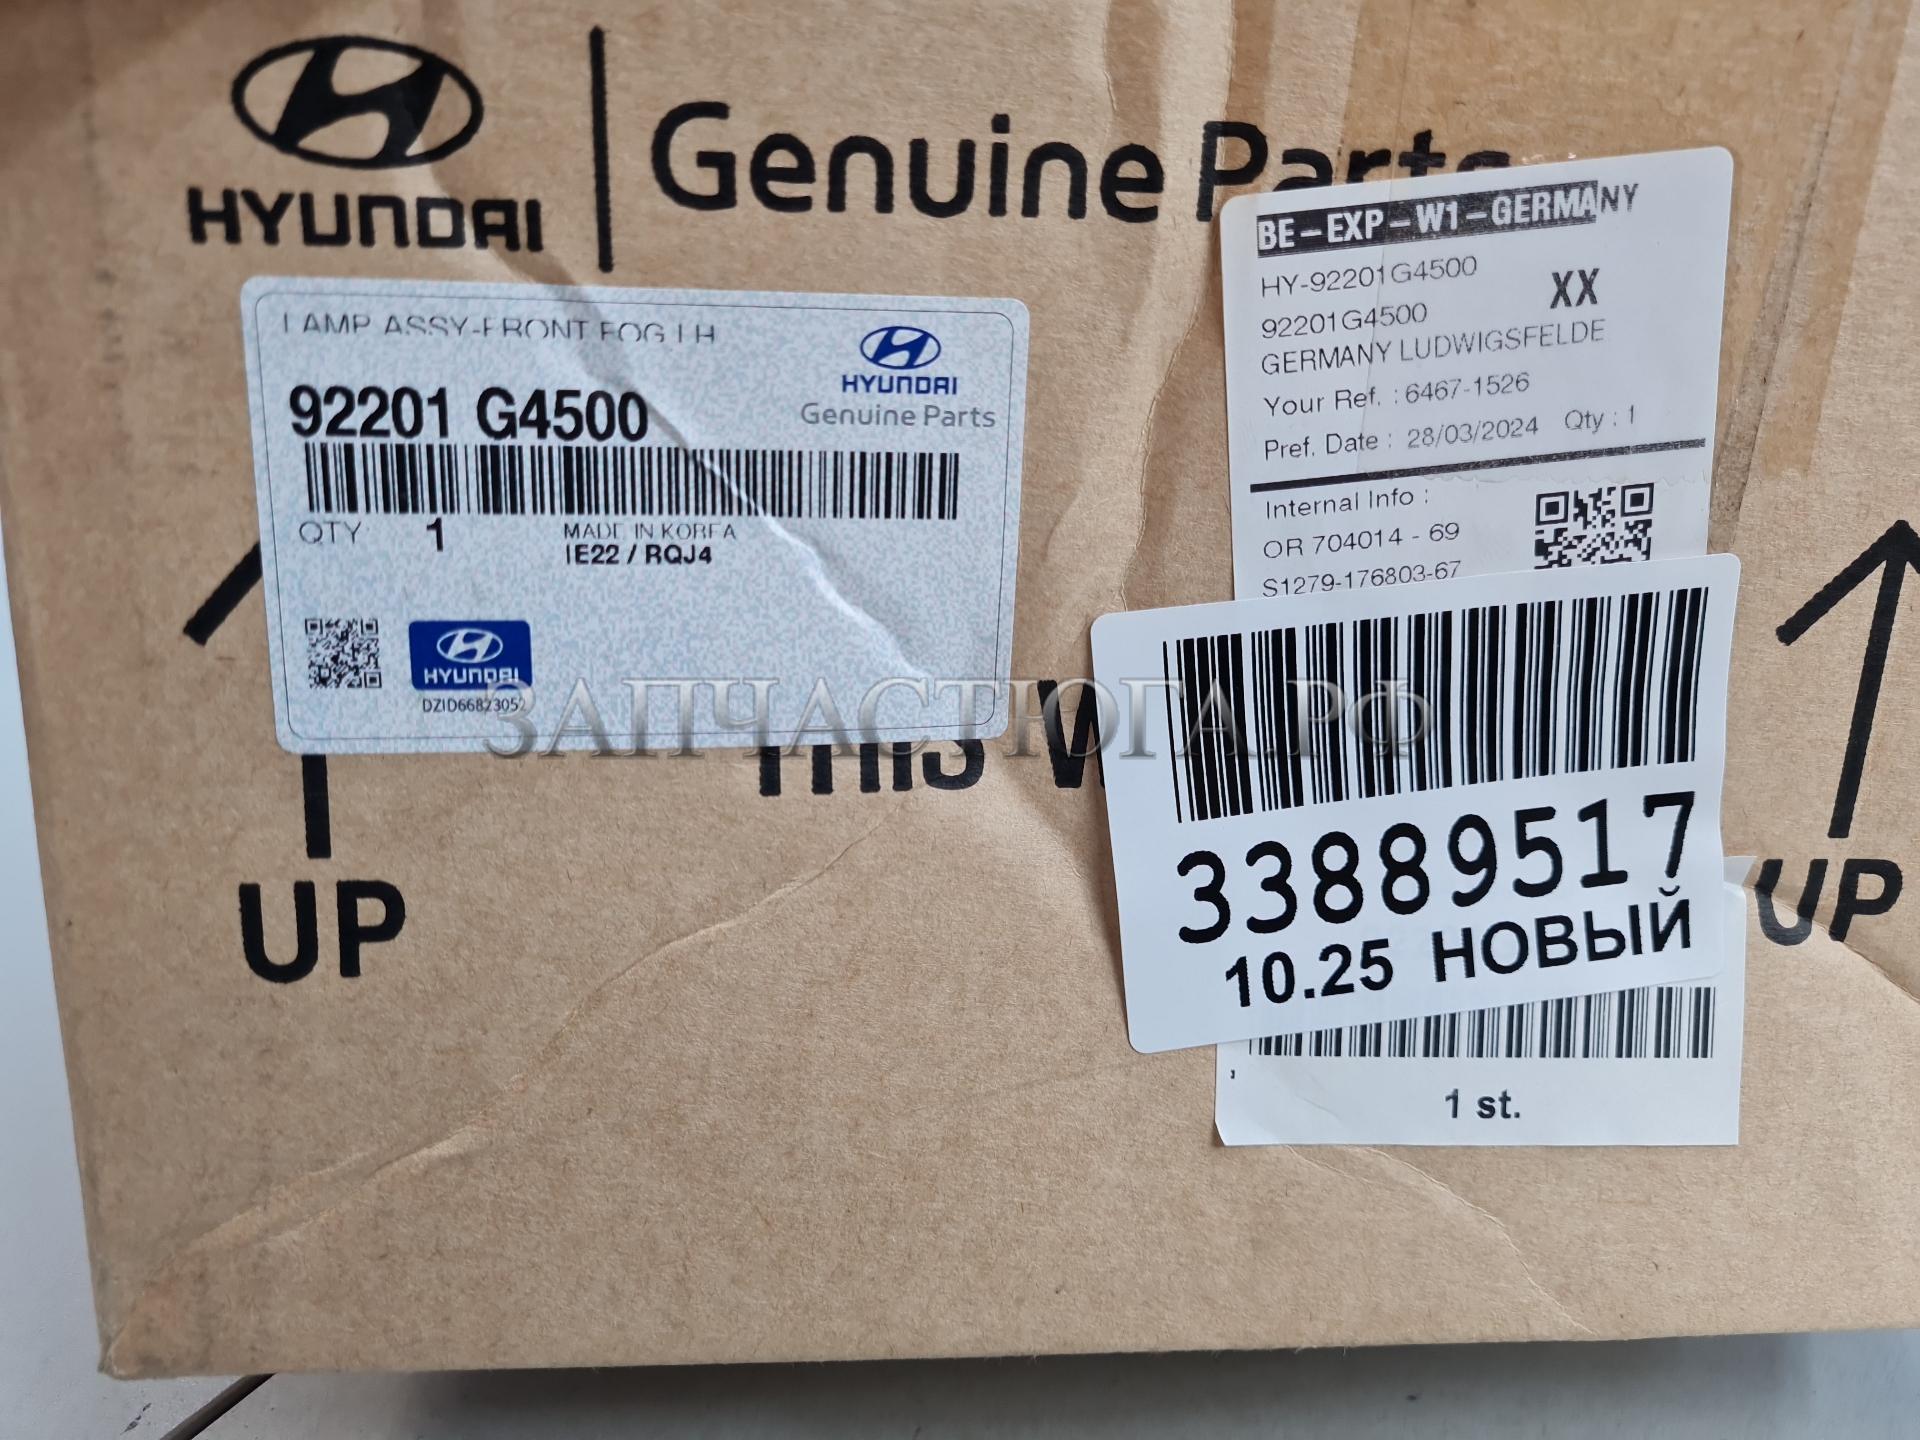 HYUNDAI
Genuine Parts
LAMP ASSY-FRONT FOG LH
HYUNDAI
Genuine Parts
92201 G4500
QTY 1
MADE IN KOREA
IE22 / RQJ4
HYUNDAI
DZID66823052
BE-EXP-W1-GERMANY
HY-92201G4500
XX
92201G4500
GERMANY LUDWIGSFELDE
Your Ref. : 6467-1526
Pref. Date : 28/03/2024 Qty : 1
Internal Info :
OR 704014 - 69
S1279-176803-67
ЗАПЧАСТЮГА.РФ
THIS W
33889517
10.25 НОВЫЙ
1 st.
UP
UP